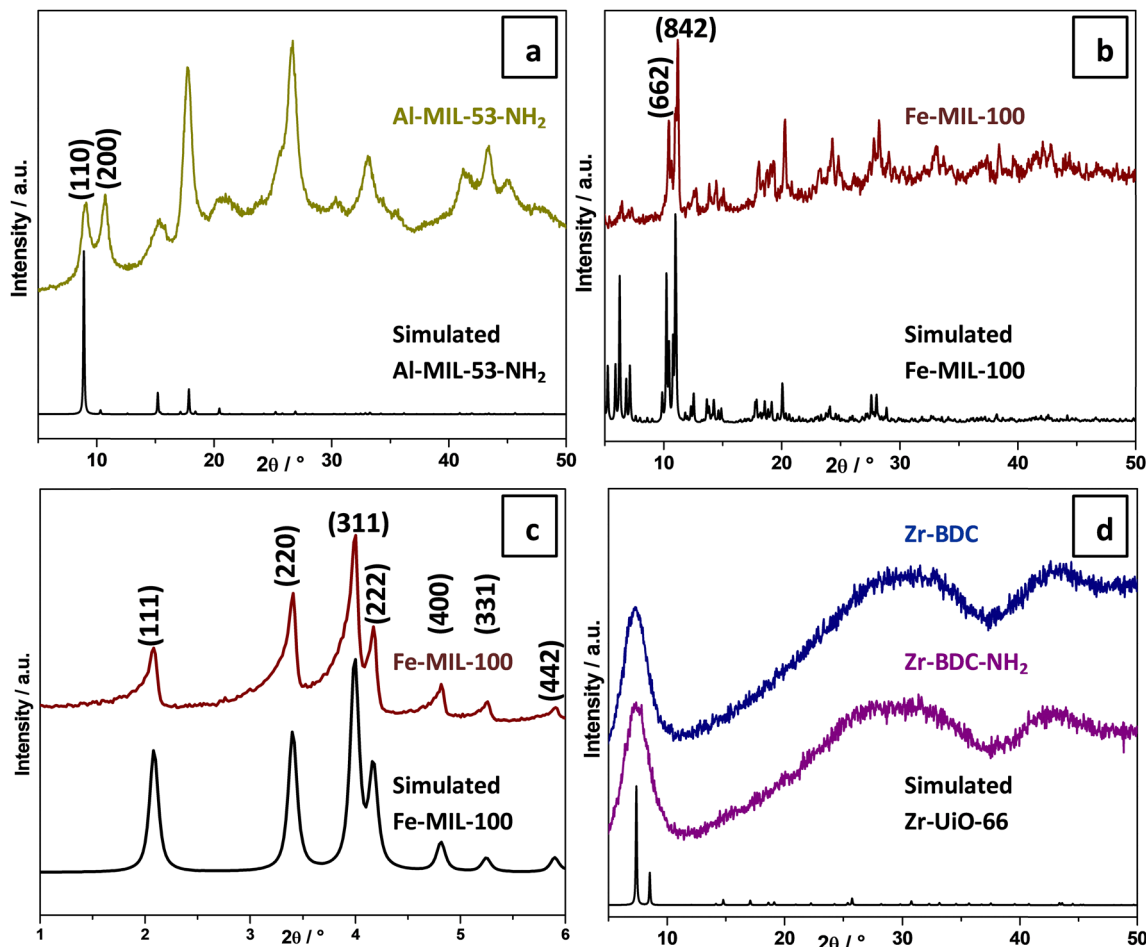 a
Al-MIL-53-NH₂
(110)
(200)
Simulated
Al-MIL-53-NH₂
Intensity / a.u.
10 20 30 40 50
2θ / °
b
(842)
(662)
Fe-MIL-100
Simulated
Fe-MIL-100
Intensity / a.u.
10 20 30 40 50
2θ / °
c
(111)
(220)
(311)
(222)
(400)
(331)
(442)
Fe-MIL-100
Simulated
Fe-MIL-100
Intensity / a.u.
1 2 3 4 5 6
2θ / °
d
Zr-BDC
Zr-BDC-NH₂
Simulated
Zr-UiO-66
Intensity / a.u.
10 20 30 40 50
2θ / °